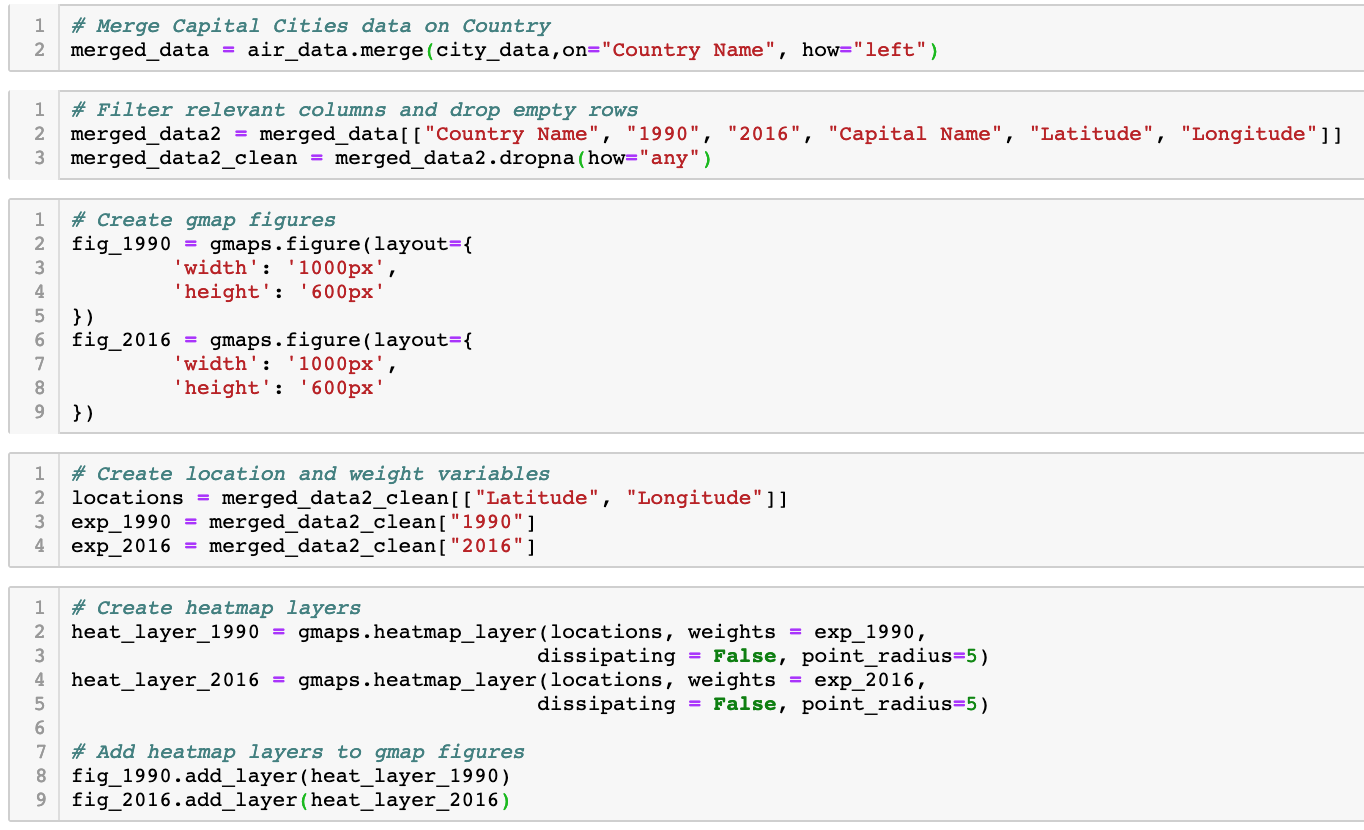 1 # Merge Capital Cities data on Country
2 merged_data = air_data.merge(city_data,on="Country Name", how="left")
1 # Filter relevant columns and drop empty rows
2 merged_data2 = merged_data[["Country Name", "1990", "2016", "Capital Name", "Latitude", "Longitude"]]
3 merged_data2_clean = merged_data2.dropna(how="any")
1 # Create gmap figures
2 fig_1990 = gmaps.figure(layout={
3         'width': '1000px',
4         'height': '600px'
5 })
6 fig_2016 = gmaps.figure(layout={
7         'width': '1000px',
8         'height': '600px'
9 })
1 # Create location and weight variables
2 locations = merged_data2_clean[["Latitude", "Longitude"]]
3 exp_1990 = merged_data2_clean["1990"]
4 exp_2016 = merged_data2_clean["2016"]
1 # Create heatmap layers
2 heat_layer_1990 = gmaps.heatmap_layer(locations, weights = exp_1990,
3                                      dissipating = False, point_radius=5)
4 heat_layer_2016 = gmaps.heatmap_layer(locations, weights = exp_2016,
5                                      dissipating = False, point_radius=5)
6
7 # Add heatmap layers to gmap figures
8 fig_1990.add_layer(heat_layer_1990)
9 fig_2016.add_layer(heat_layer_2016)